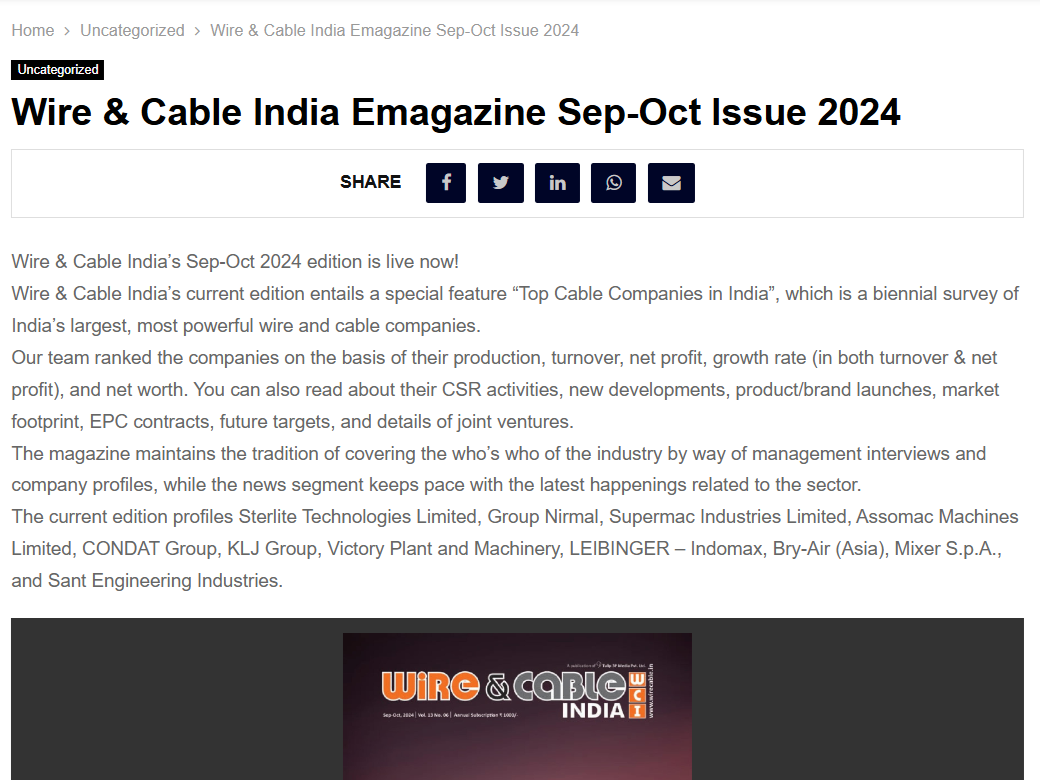 Home > Uncategorized > Wire & Cable India Emagazine Sep-Oct Issue 2024
Uncategorized
Wire & Cable India Emagazine Sep-Oct Issue 2024
SHARE
Wire & Cable India’s Sep-Oct 2024 edition is live now!
Wire & Cable India’s current edition entails a special feature “Top Cable Companies in India”, which is a biennial survey of
India’s largest, most powerful wire and cable companies.
Our team ranked the companies on the basis of their production, turnover, net profit, growth rate (in both turnover & net
profit), and net worth. You can also read about their CSR activities, new developments, product/brand launches, market
footprint, EPC contracts, future targets, and details of joint ventures.
The magazine maintains the tradition of covering the who’s who of the industry by way of management interviews and
company profiles, while the news segment keeps pace with the latest happenings related to the sector.
The current edition profiles Sterlite Technologies Limited, Group Nirmal, Supermac Industries Limited, Assomac Machines
Limited, CONDAT Group, KLJ Group, Victory Plant and Machinery, LEIBINGER – Indomax, Bry-Air (Asia), Mixer S.p.A.,
and Sant Engineering Industries.
A publication of Tulip 3P Media Pvt. Ltd.
WiRe & CaBLe
INDIA
WCI
www.wirecable.in
Sep-Oct, 2024 | Vol. 13 No. 06 | Annual Subscription ₹ 1000/-